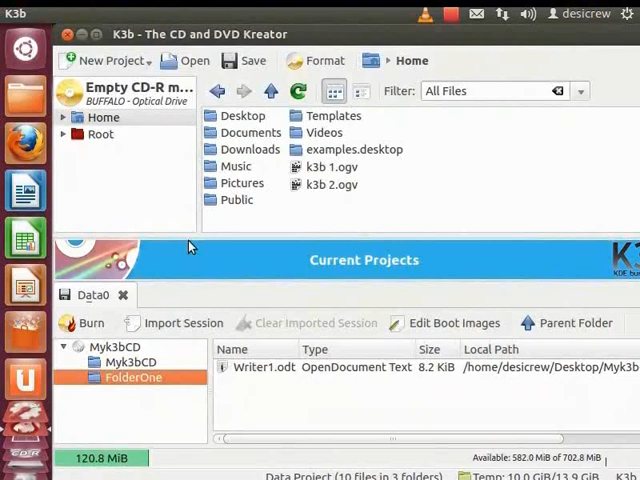 K3b
desicrew
K3b - The CD and DVD Kreator
New Project
Open
Save
Format
Home
Empty CD-R m...
BUFFALO - Optical Drive
Home
Root
Filter:
All Files
Desktop
Documents
Downloads
Music
Pictures
Public
Templates
Videos
examples.desktop
k3b 1.ogv
k3b 2.ogv
Current Projects
K3
KDE bu
Data0
Burn
Import Session
Clear Imported Session
Edit Boot Images
Parent Folder
Myk3bCD
Myk3bCD
FolderOne
Name Type Size Local Path
Writer1.odt OpenDocument Text 8.2 KiB /home/desicrew/Desktop/Myk3b
120.8 MiB
Available: 582.0 MiB of 702.8 MiB
Data Project (10 files in 3 folders)
Temp: 10.0 GiB/13.9 GiB
K3b